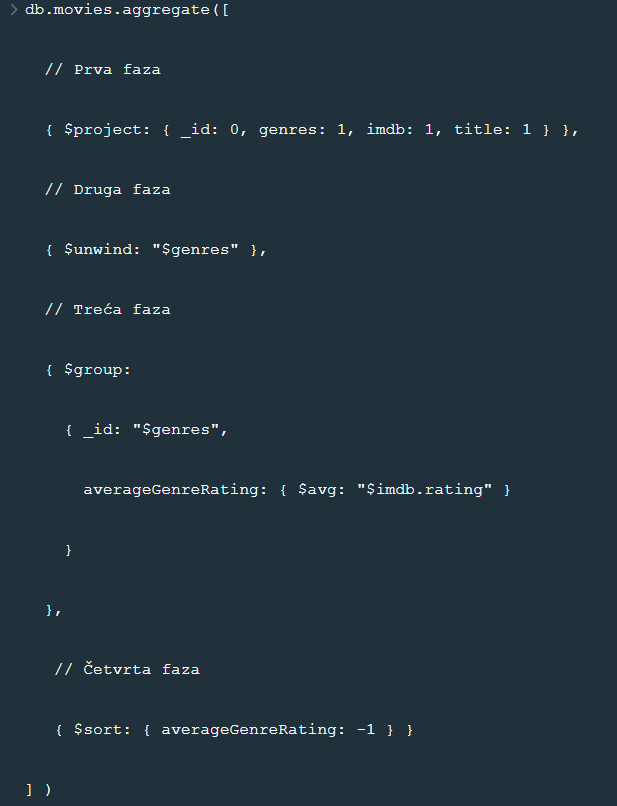 > db.movies.aggregate([
// Prva faza
{ $project: { _id: 0, genres: 1, imdb: 1, title: 1 } },
// Druga faza
{ $unwind: "$genres" },
// Treća faza
{ $group:
{ _id: "$genres",
averageGenreRating: { $avg: "$imdb.rating" }
}
},
// Četvrta faza
{ $sort: { averageGenreRating: -1 } }
] )